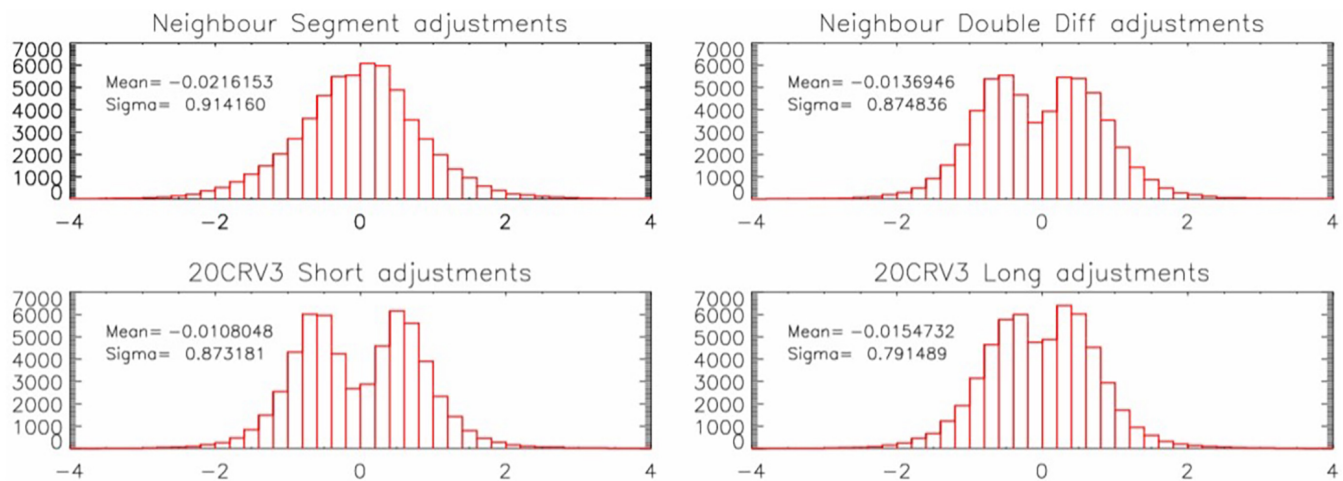 Neighbour Segment adjustments
7000
6000
5000
4000
3000
2000
1000
0
Mean= -0.0216153
Sigma= 0.914160
-4 -2 0 2 4
Neighbour Double Diff adjustments
7000
6000
5000
4000
3000
2000
1000
0
Mean= -0.0136946
Sigma= 0.874836
-4 -2 0 2 4
20CRV3 Short adjustments
7000
6000
5000
4000
3000
2000
1000
0
Mean= -0.0108048
Sigma= 0.873181
-4 -2 0 2 4
20CRV3 Long adjustments
7000
6000
5000
4000
3000
2000
1000
0
Mean= -0.0154732
Sigma= 0.791489
-4 -2 0 2 4